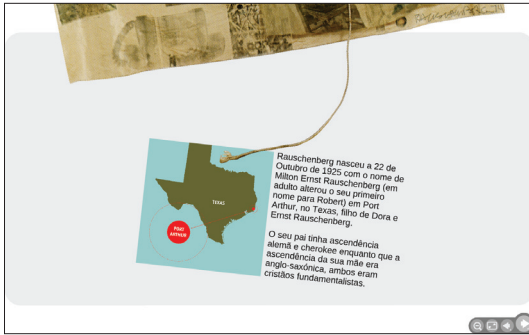 TEXAS
PORT
ARTHUR
Rauschenberg nasceu a 22 de
Outubro de 1925 com o nome de
Milton Ernst Rauschenberg (em
adulto alterou o seu primeiro
nome para Robert) em Port
Arthur, no Texas, filho de Dora e
Ernst Rauschenberg.
O seu pai tinha ascendência
alemã e cherokee enquanto que a
ascendência da sua mãe era
anglo-saxónica, ambos eram
cristãos fundamentalistas.